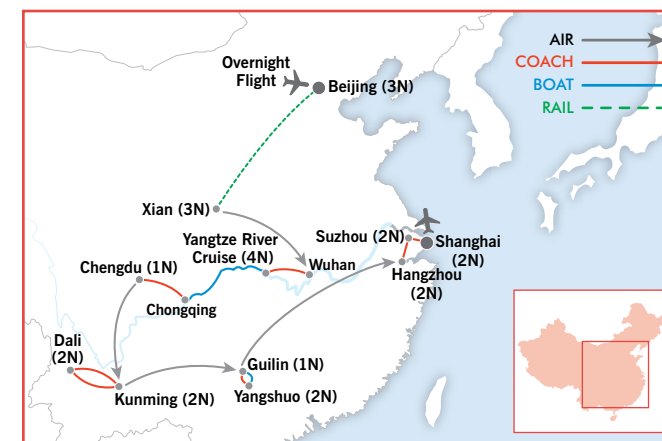 Overnight
Flight
Beijing (3N)
AIR
COACH
BOAT
RAIL
Xian (3N)
Yangtze River
Cruise (4N)
Suzhou (2N)
Shanghai
(2N)
Chengdu (1N)
Wuhan
Hangzhou
(2N)
Chongqing
Dali
(2N)
Guilin (1N)
Kunming (2N)
Yangshuo (2N)